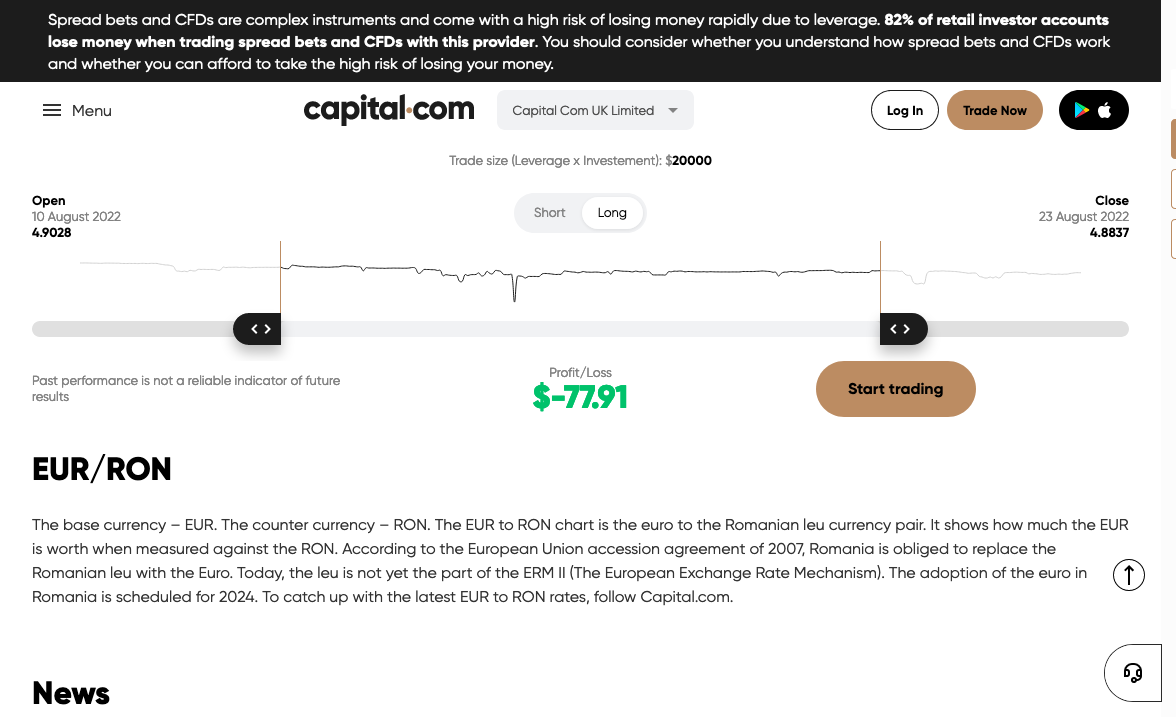 Spread bets and CFDs are complex instruments and come with a high risk of losing money rapidly due to leverage. 82% of retail investor accounts
lose money when trading spread bets and CFDs with this provider. You should consider whether you understand how spread bets and CFDs work
and whether you can afford to take the high risk of losing your money.
Menu
capital.com
Capital Com UK Limited
Log In
Trade Now
Trade size (Leverage x Investement): $20000
Open
10 August 2022
4.9028
Short
Long
Close
23 August 2022
4.8837
Past performance is not a reliable indicator of future
results
Profit/Loss
$-77.91
Start trading
EUR/RON
The base currency – EUR. The counter currency – RON. The EUR to RON chart is the euro to the Romanian leu currency pair. It shows how much the EUR
is worth when measured against the RON. According to the European Union accession agreement of 2007, Romania is obliged to replace the
Romanian leu with the Euro. Today, the leu is not yet the part of the ERM II (The European Exchange Rate Mechanism). The adoption of the euro in
Romania is scheduled for 2024. To catch up with the latest EUR to RON rates, follow Capital.com.
News